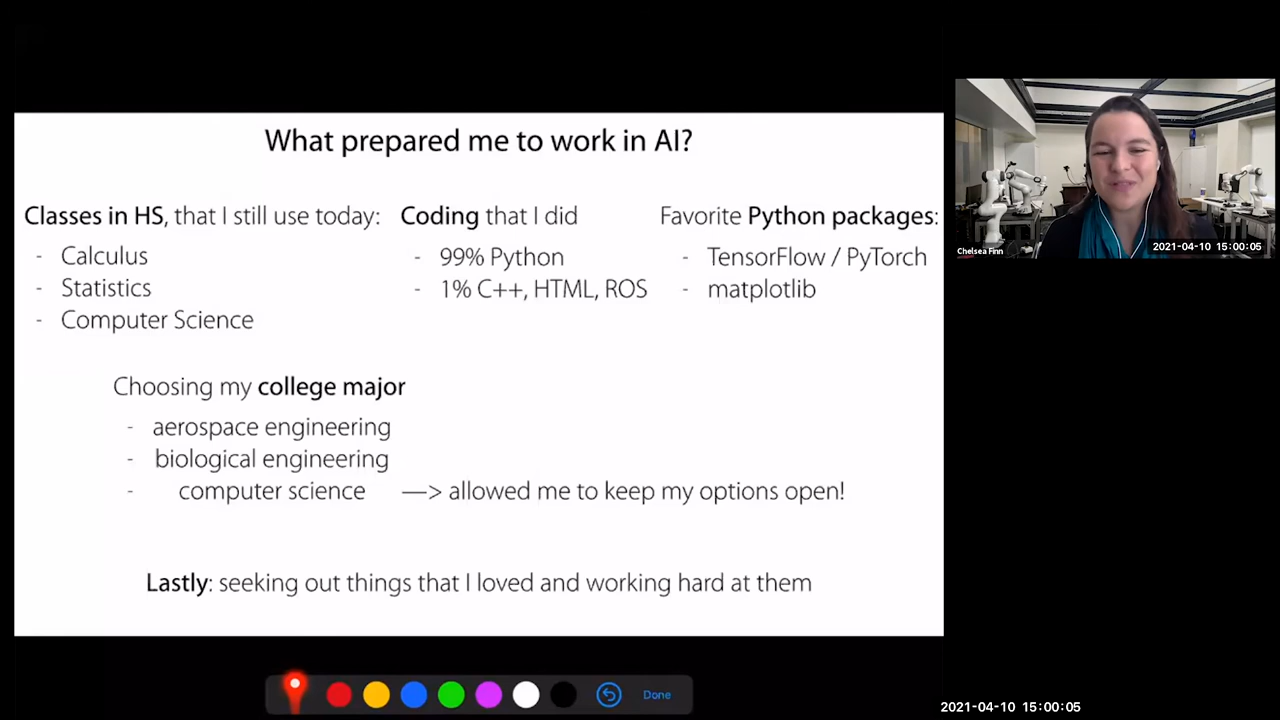 What prepared me to work in AI?
Classes in HS, that I still use today:
- Calculus
- Statistics
- Computer Science
Coding that I did
- 99% Python
- 1% C++, HTML, ROS
Favorite Python packages:
- TensorFlow / PyTorch
- matplotlib
Choosing my college major
- aerospace engineering
- biological engineering
- computer science —> allowed me to keep my options open!
Lastly: seeking out things that I loved and working hard at them
Chelsea Finn
2021-04-10 15:00:05
Done
2021-04-10 15:00:05